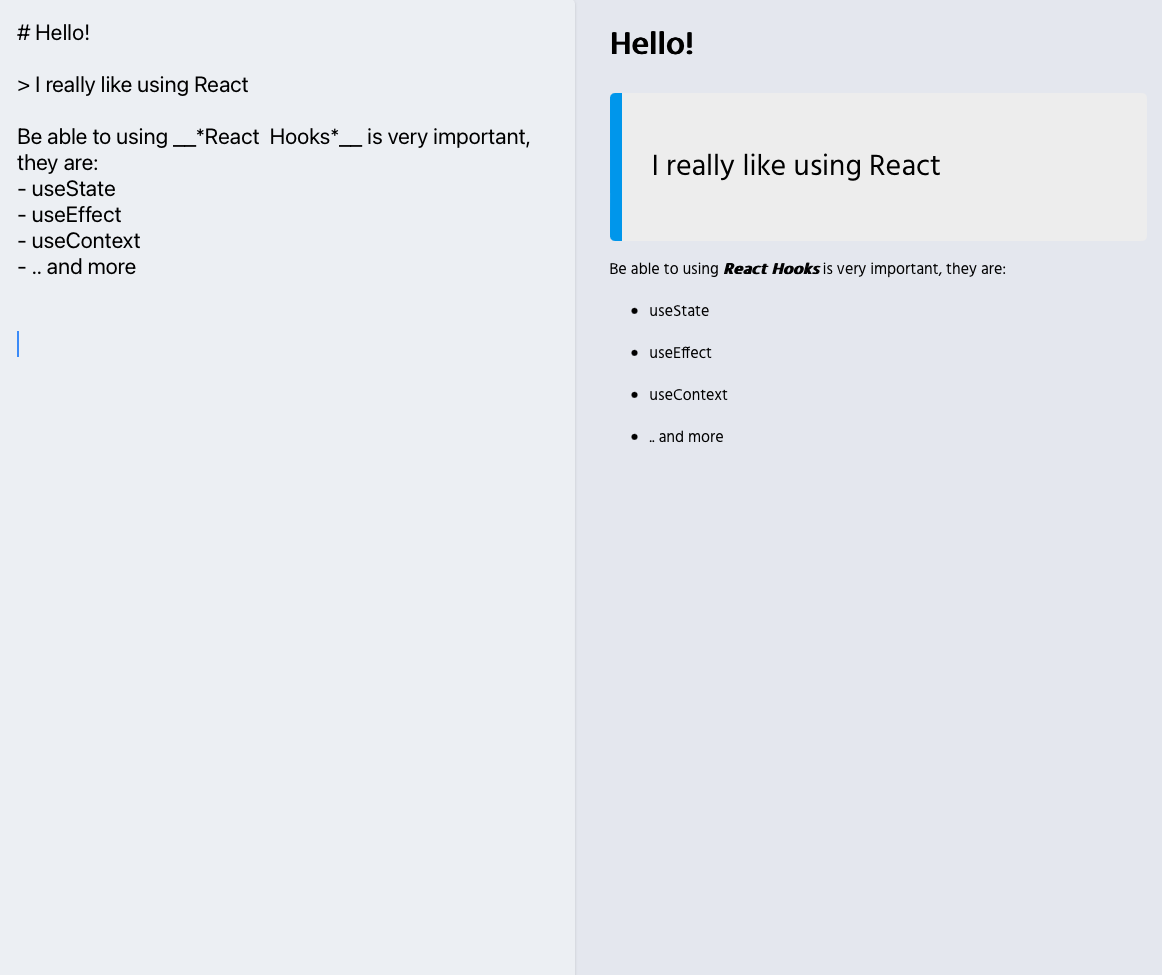 # Hello!
> I really like using React
Be able to using __*React  Hooks*__ is very important,
they are:
- useState
- useEffect
- useContext
- .. and more
Hello!
I really like using React
Be able to using React Hooks is very important, they are:
• useState
• useEffect
• useContext
• .. and more